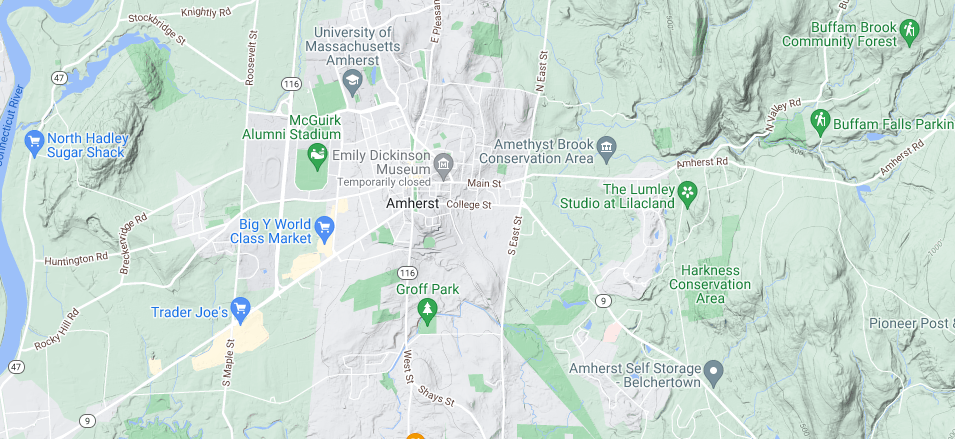 Knightly Rd
Stockbridge St
Roosevelt St
E Pleasan
University of
Massachusetts
Amherst
Buffam Brook
Community Forest
47
116
N East St
Connecticut River
N Valley Rd
McGuirk
Alumni Stadium
Buffam Falls Parkin
North Hadley
Sugar Shack
Emily Dickinson
Museum
Temporarily closed
Amethyst Brook
Conservation Area
Amherst Rd
Amherst Rd
Main St
Amherst
College St
The Lumley
Studio at Lilacland
Beckervidge Rd
Big Y World
Class Market
S East St
Huntington Rd
1000
116
Harkness
Conservation
Area
Groff Park
9
Trader Joe's
Rocky Hill Rd
Pioneer Post &
47
S Maple St
West St
Amherst Self Storage
Belchertown
Shays St
9
500